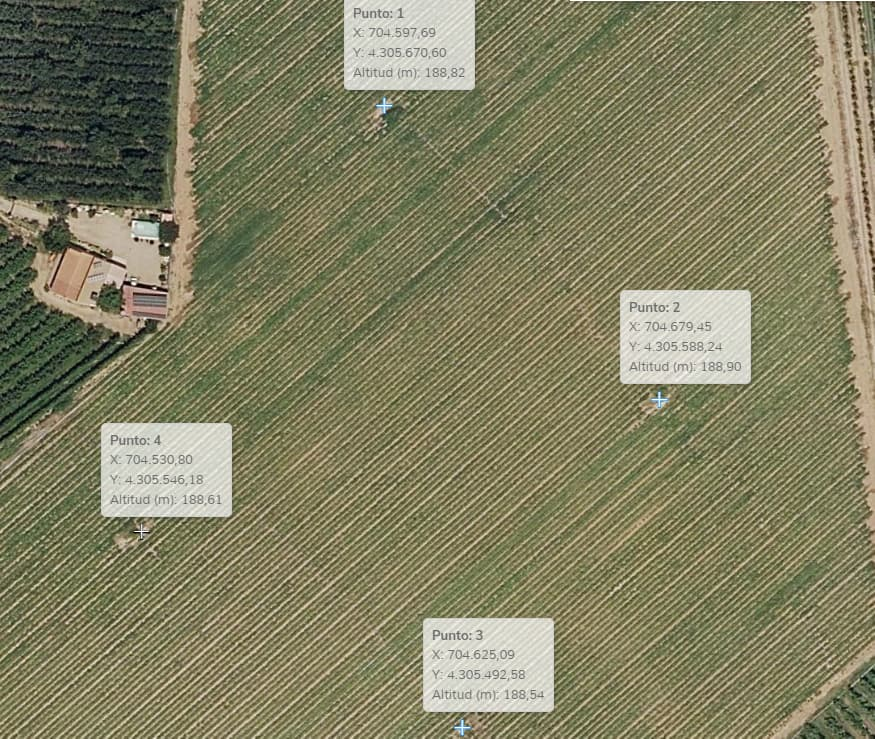 Punto: 1
X: 704.597,69
Y: 4.305.670,60
Altitud (m): 188,82
Punto: 2
X: 704.679,45
Y: 4.305.588,24
Altitud (m): 188,90
Punto: 4
X: 704.530,80
Y: 4.305.546,18
Altitud (m): 188,61
Punto: 3
X: 704.625,09
Y: 4.305.492,58
Altitud (m): 188,54